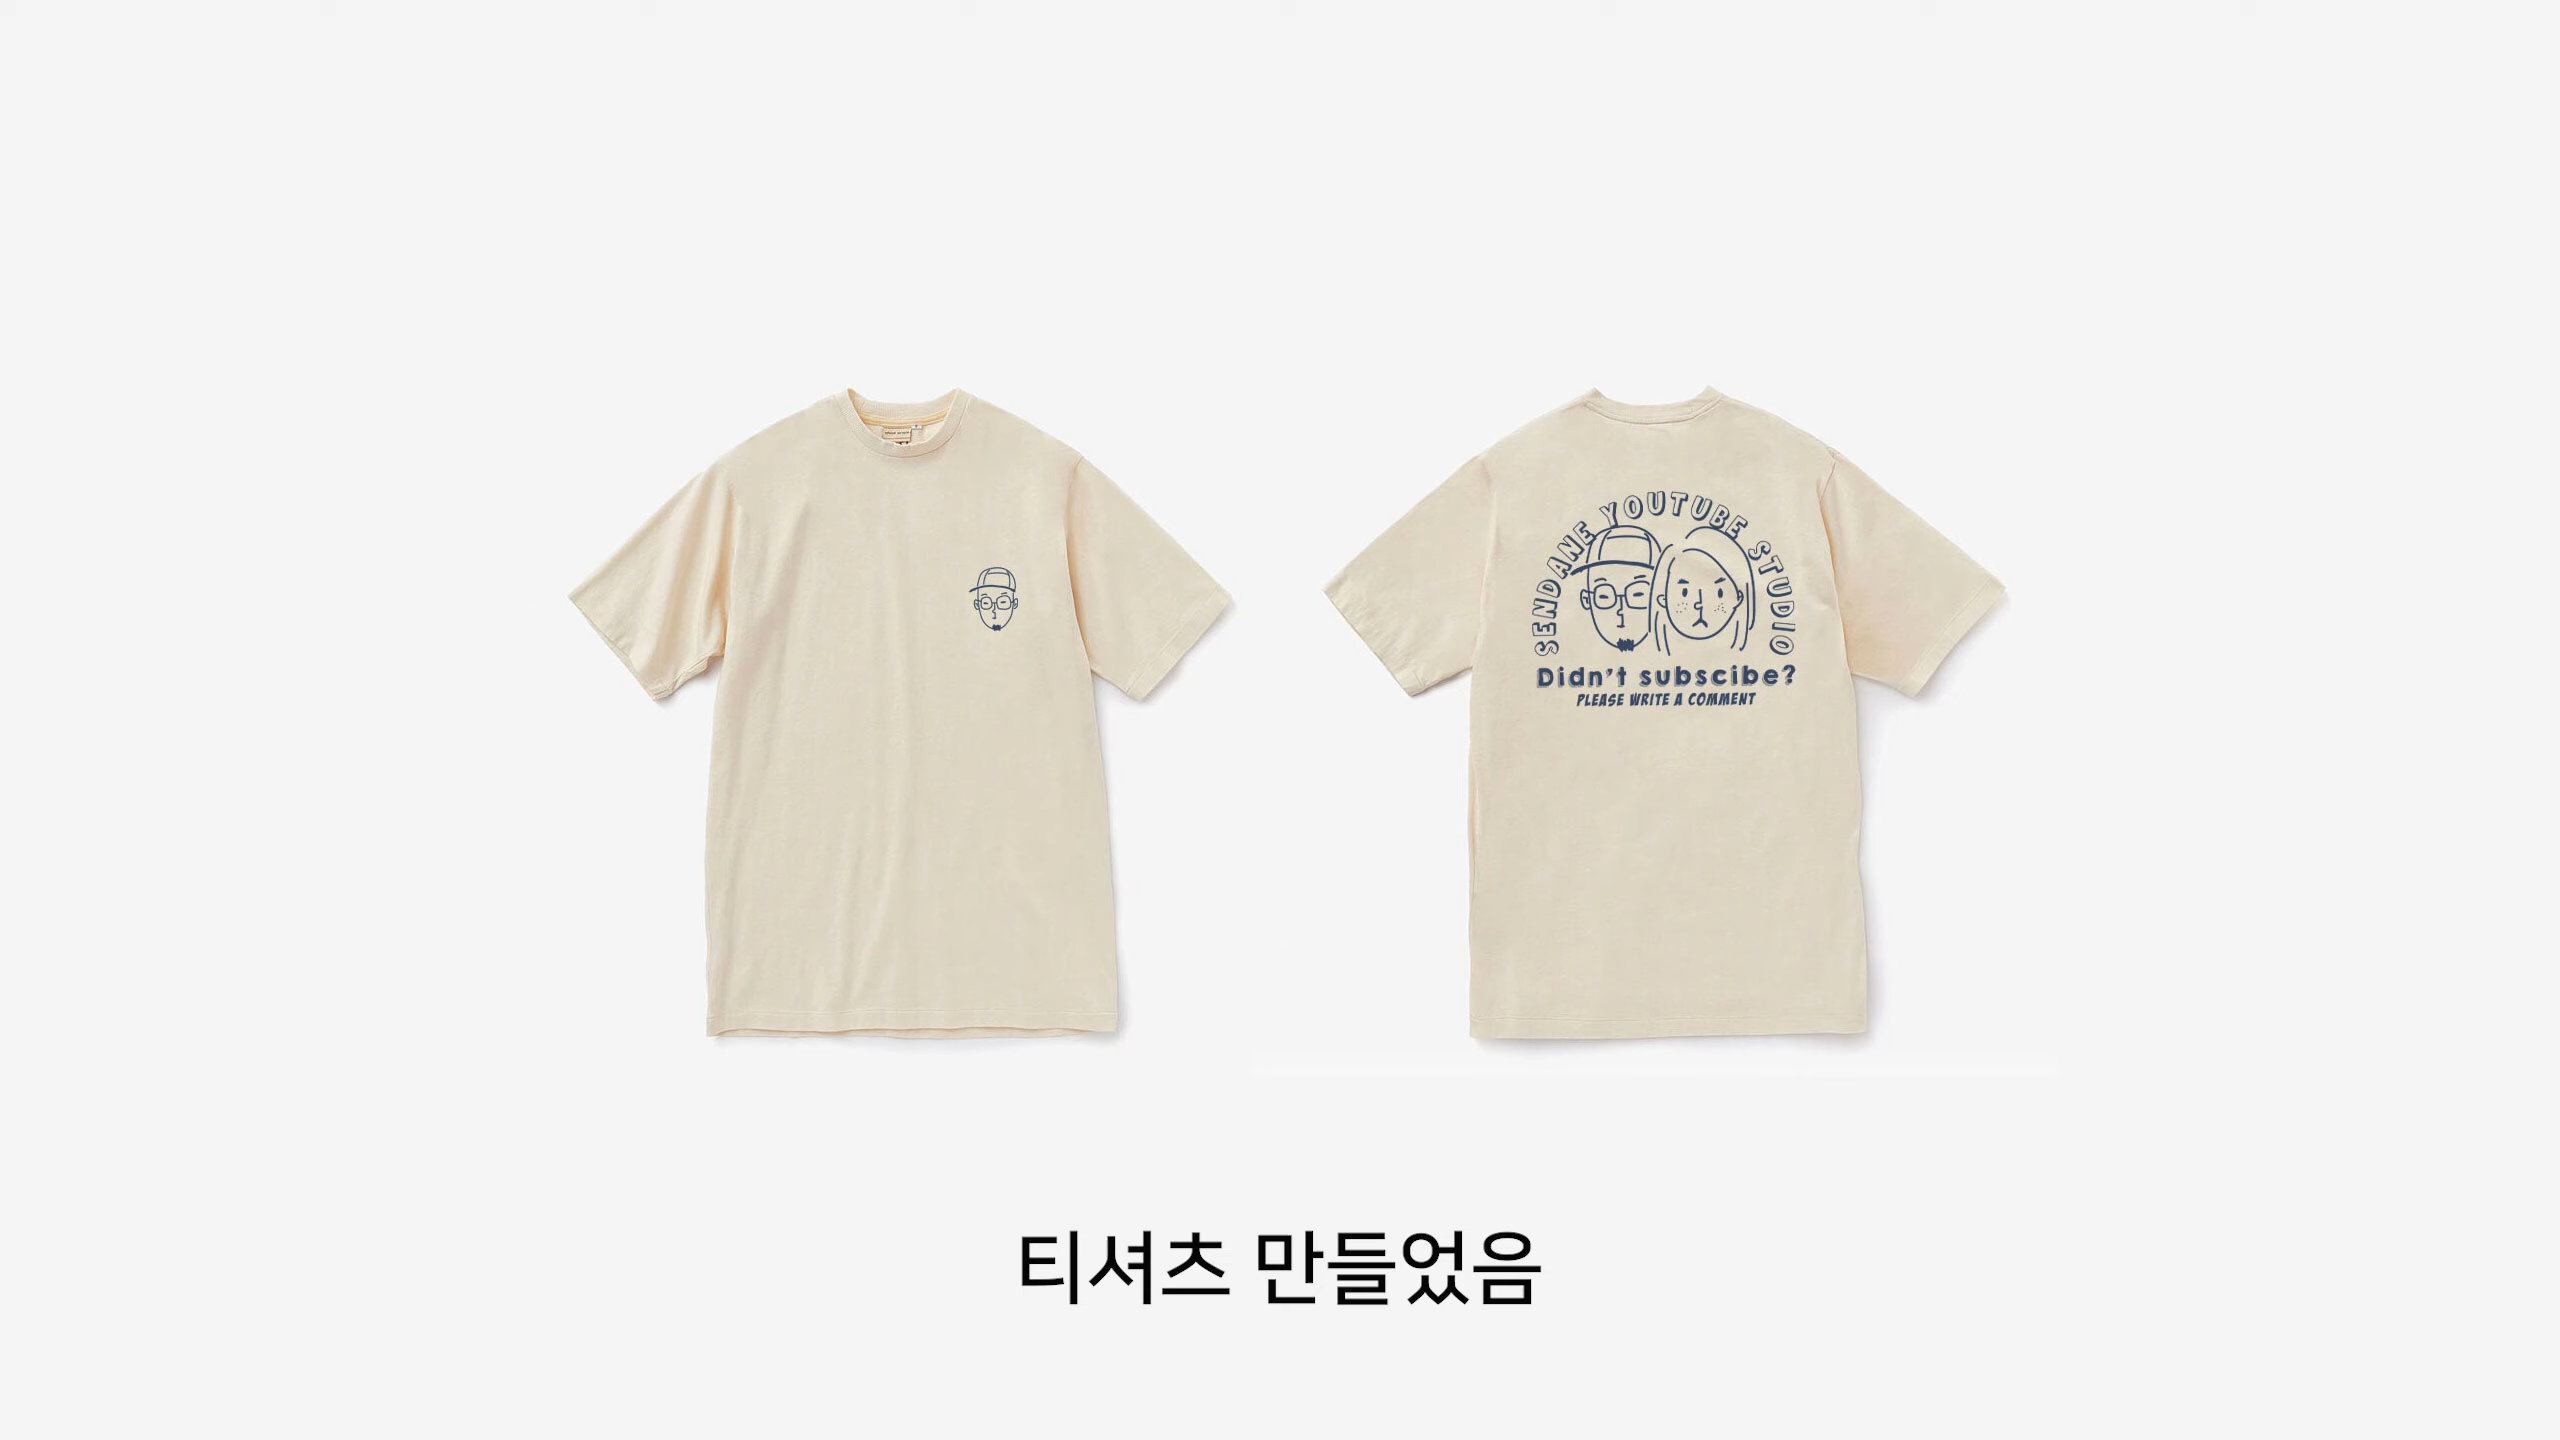 SENDANE YOUTUBE STUDIO
Didn't subscibe?
PLEASE WRITE A COMMENT
티셔츠 만들었음